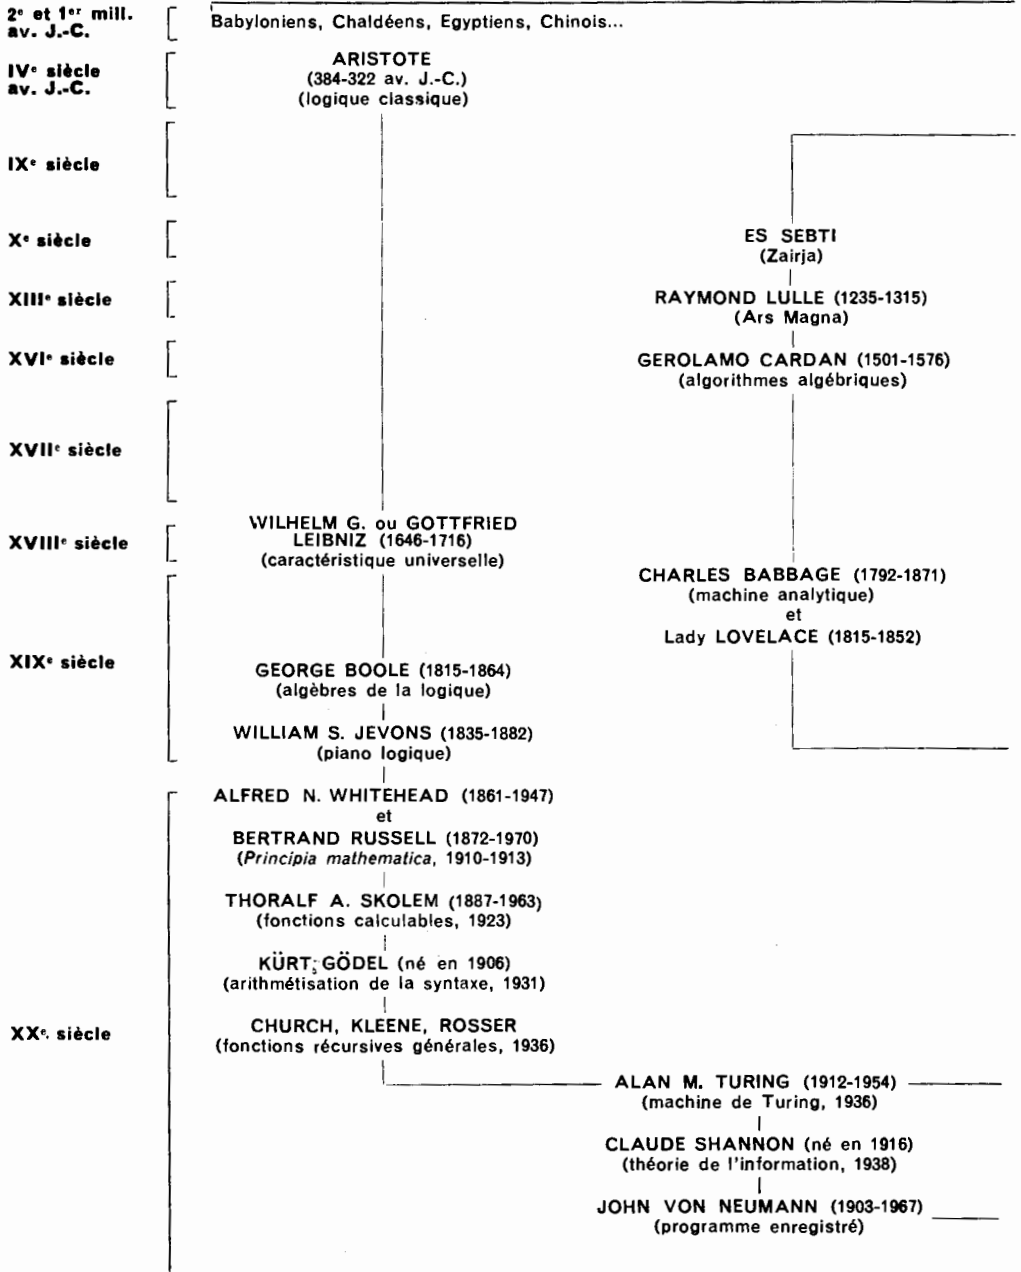 2e et 1er mill.
av. J.-C.
Babyloniens, Chaldéens, Egyptiens, Chinois...
IVe siècle
av. J.-C.
ARISTOTE
(384-322 av. J.-C.)
(logique classique)
IXe siècle
Xe siècle
ES SEBTI
(Zairja)
XIIIe siècle
RAYMOND LULLE (1235-1315)
(Ars Magna)
XVIe siècle
GEROLAMO CARDAN (1501-1576)
(algorithmes algébriques)
XVIIe siècle
XVIIIe siècle
WILHELM G. ou GOTTFRIED
LEIBNIZ (1646-1716)
(caractéristique universelle)
CHARLES BABBAGE (1792-1871)
(machine analytique)
et
Lady LOVELACE (1815-1852)
XIXe siècle
GEORGE BOOLE (1815-1864)
(algèbres de la logique)
WILLIAM S. JEVONS (1835-1882)
(piano logique)
ALFRED N. WHITEHEAD (1861-1947)
et
BERTRAND RUSSELL (1872-1970)
(Principia mathematica, 1910-1913)
THORALF A. SKOLEM (1887-1963)
(fonctions calculables, 1923)
KÜRT GÖDEL (né en 1906)
(arithmétisation de la syntaxe, 1931)
XXe siècle
CHURCH, KLEENE, ROSSER
(fonctions récursives générales, 1936)
ALAN M. TURING (1912-1954)
(machine de Turing, 1936)
CLAUDE SHANNON (né en 1916)
(théorie de l'information, 1938)
JOHN VON NEUMANN (1903-1967)
(programme enregistré)